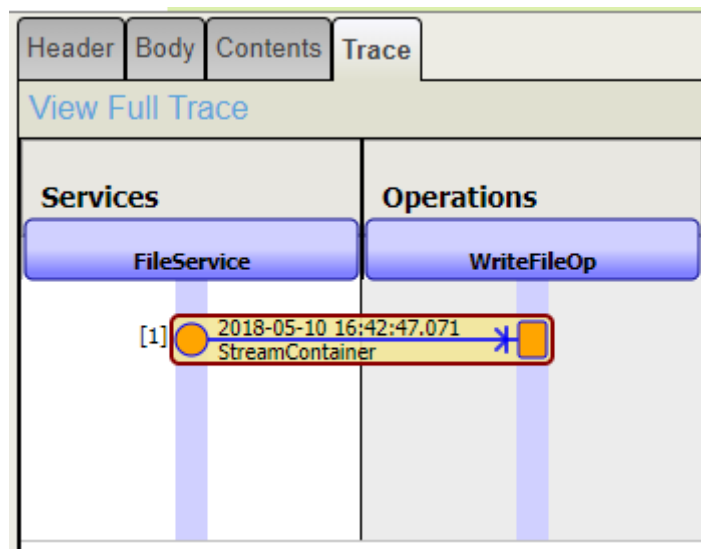 Header Body Contents Trace
View Full Trace
Services Operations
FileService WriteFileOp
[1] 2018-05-10 16:42:47.071
StreamContainer